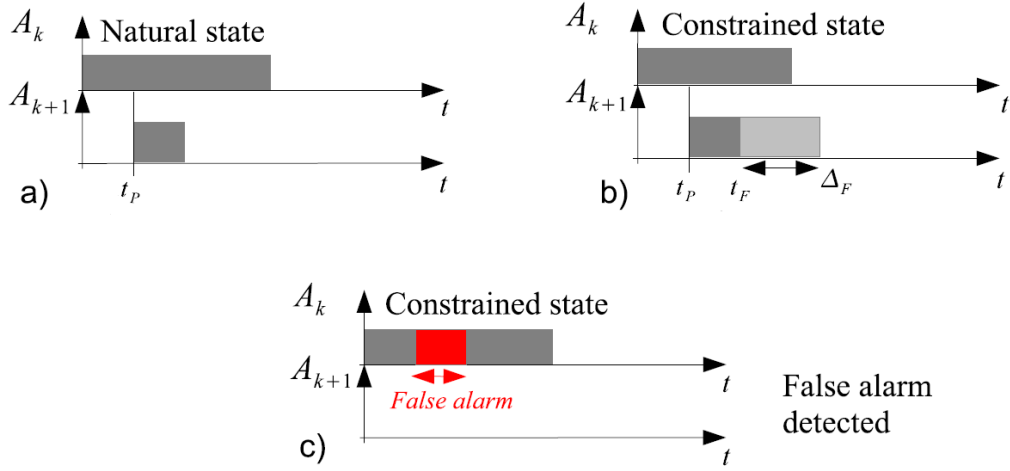 A_k Natural state
t
A_{k+1}
t
t_P
a)
A_k Constrained state
t
A_{k+1}
t
t_P t_F Δ_F
b)
A_k Constrained state
t
A_{k+1}
False alarm
t
c)
False alarm
detected